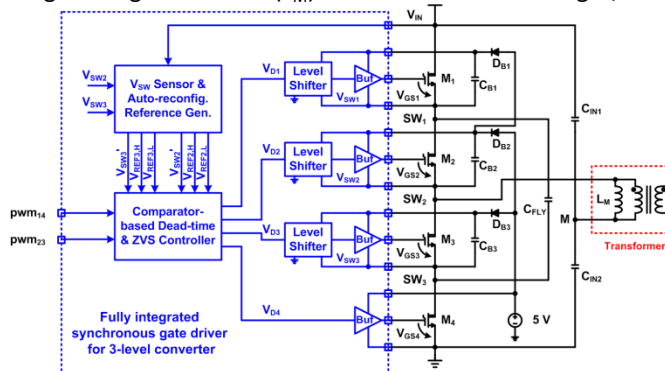 V_IN
V_SW2
V_SW3
V_SW Sensor &
Auto-reconfig.
Reference Gen.
V_SW3'
V_REF3,H
V_REF3,L
V_SW2'
V_REF2,H
V_REF2,L
pwm_14
pwm_23
Comparator-
based Dead-time
& ZVS Controller
Fully integrated
synchronous gate driver
for 3-level converter
V_D1
Level
Shifter
Buf
V_SW1
V_GS1
M_1
D_B1
C_B1
SW_1
V_D2
Level
Shifter
Buf
V_SW2
V_GS2
M_2
D_B2
C_B2
SW_2
V_D3
Level
Shifter
Buf
V_SW3
V_GS3
M_3
D_B3
C_B3
SW_3
V_D4
Buf
V_GS4
M_4
5 V
C_FLY
C_IN1
M
C_IN2
L_M
Transformer